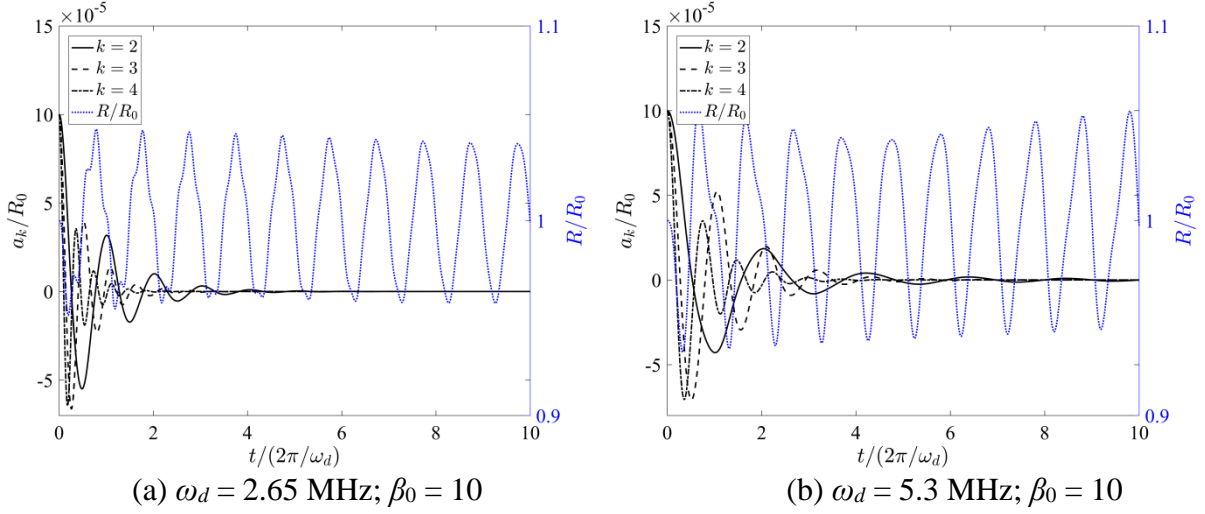 ×10⁻⁵
15
10
5
0
-5
a_k/R_0
k = 2
k = 3
k = 4
R/R_0
1.1
1
0.9
R/R_0
0 2 4 6 8 10
t/(2π/ω_d)
(a) ω_d = 2.65 MHz; β_0 = 10
×10⁻⁵
15
10
5
0
-5
a_k/R_0
k = 2
k = 3
k = 4
R/R_0
1.1
1
0.9
R/R_0
0 2 4 6 8 10
t/(2π/ω_d)
(b) ω_d = 5.3 MHz; β_0 = 10